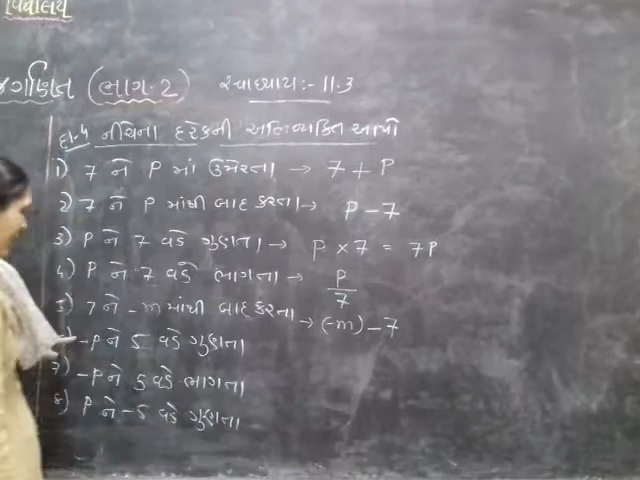 વિદ્યાલય
ગણિત (ભાગ-2) સ્વાધ્યાય:- 11.3
દા-4 નીચેના દરેકની અભિવ્યક્તિ આપો
1) 7 ને P માં ઉમેરતા → 7 + P
2) 7 ને P માંથી બાદ કરતા → P - 7
3) P ને 7 વડે ગુણતા → P × 7 = 7P
4) P ને 7 વડે ભાગતા → P/7
5) 7 ને -m માંથી બાદ કરતા → (-m) - 7
-P ને 5 વડે ગુણતા
7) -P ને 5 વડે ભાગતા
8) P ને -5 વડે ગુણતા